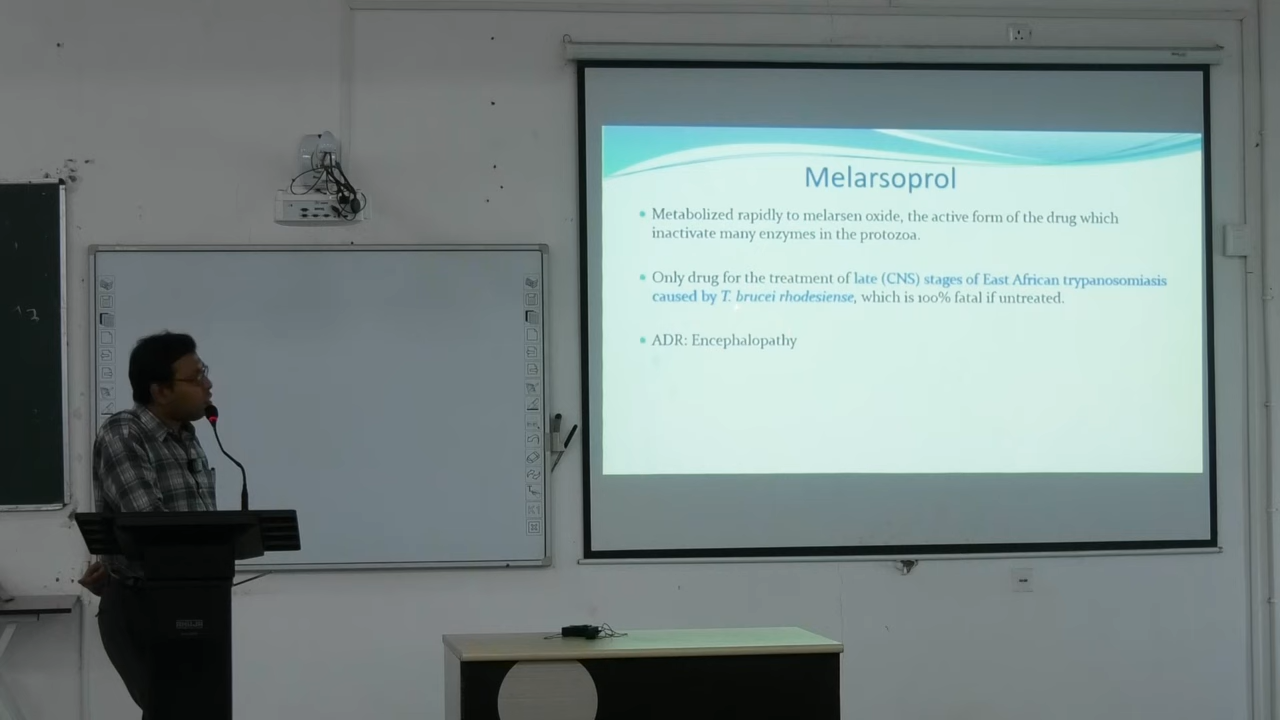 Melarsoprol
Metabolized rapidly to melarsen oxide, the active form of the drug which
inactivate many enzymes in the protozoa.
Only drug for the treatment of late (CNS) stages of East African trypanosomiasis
caused by T. brucei rhodesiense, which is 100% fatal if untreated.
ADR: Encephalopathy